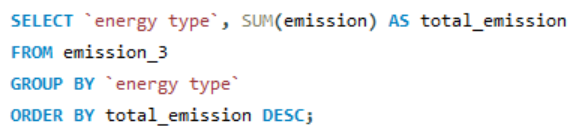 SELECT `energy type`, SUM(emission) AS total_emission
FROM emission_3
GROUP BY `energy type`
ORDER BY total_emission DESC;